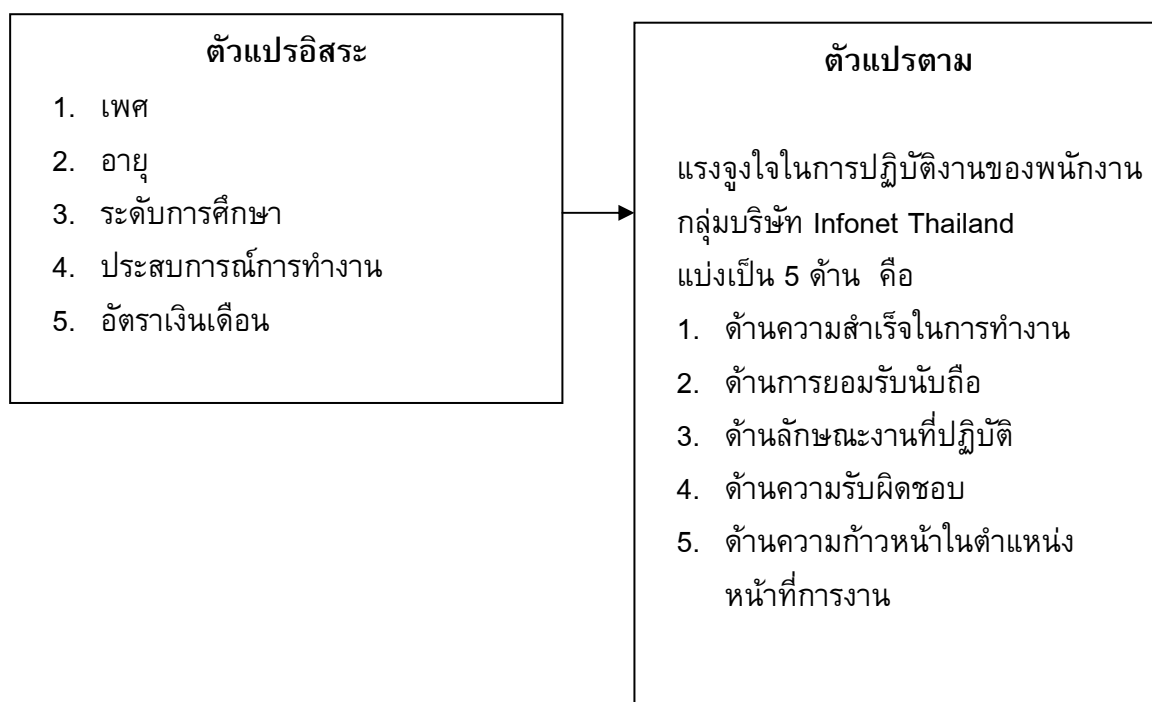 ตัวแปรอิสระ
1. เพศ
2. อายุ
3. ระดับการศึกษา
4. ประสบการณ์การทำงาน
5. อัตราเงินเดือน
ตัวแปรตาม
แรงจูงใจในการปฏิบัติงานของพนักงาน
กลุ่มบริษัท Infonet Thailand
แบ่งเป็น 5 ด้าน คือ
1. ด้านความสำเร็จในการทำงาน
2. ด้านการยอมรับนับถือ
3. ด้านลักษณะงานที่ปฏิบัติ
4. ด้านความรับผิดชอบ
5. ด้านความก้าวหน้าในตำแหน่ง
หน้าที่การงาน